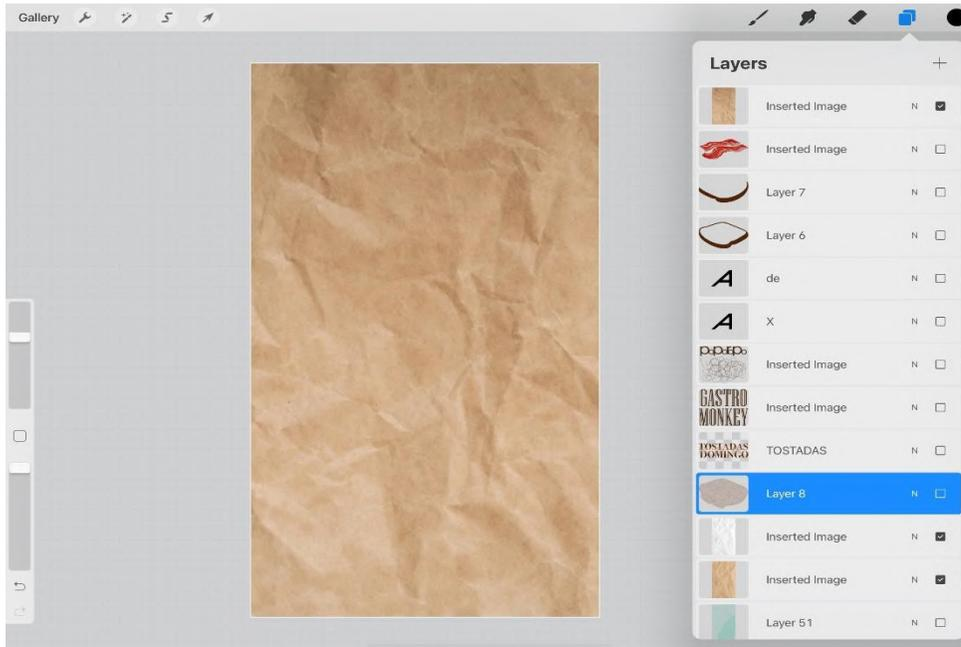 Gallery
Layers
Inserted Image N
Inserted Image N
Layer 7 N
Layer 6 N
A de N
A X N
PopoEpo Inserted Image N
GASTRO
MONKEY
Inserted Image N
TOSTADAS
DOMINGO
TOSTADAS N
Layer 8 N
Inserted Image N
Inserted Image N
Layer 51 N